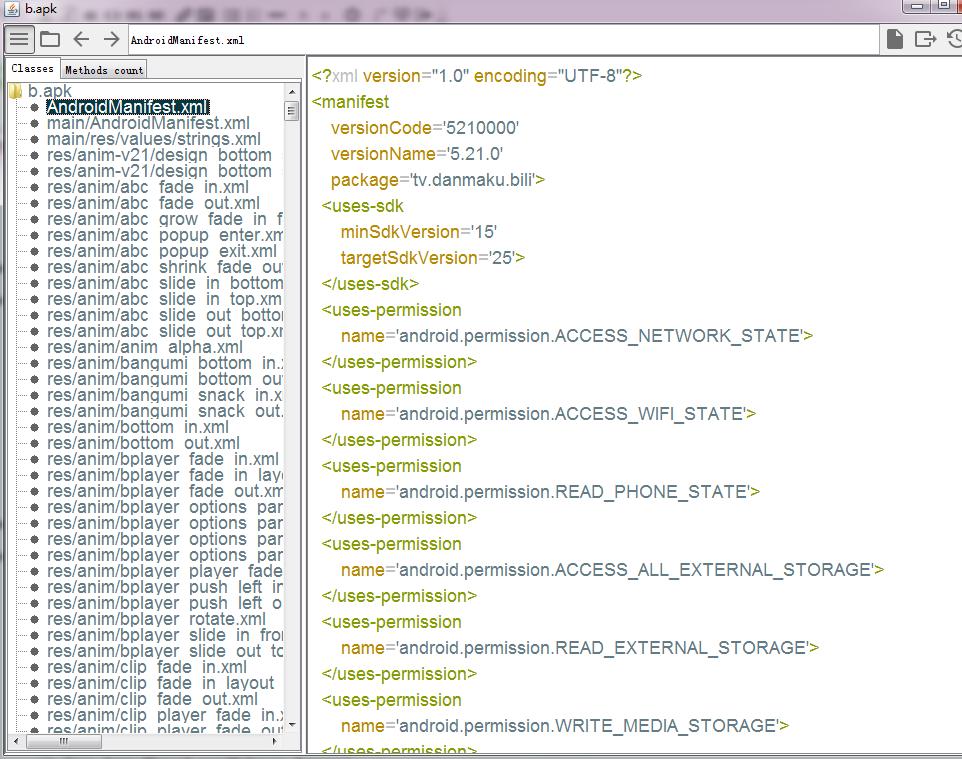 b.apk
AndroidManifest.xml
Classes
Methods count
b.apk
AndroidManifest.xml
main/AndroidManifest.xml
main/res/values/strings.xml
res/anim-v21/design_bottom_
res/anim-v21/design_bottom_
res/anim/abc_fade_in.xml
res/anim/abc_fade_out.xml
res/anim/abc_grow_fade_in_f
res/anim/abc_popup_enter.xm
res/anim/abc_popup_exit.xml
res/anim/abc_shrink_fade_ou
res/anim/abc_slide_in_bottom
res/anim/abc_slide_in_top.xm
res/anim/abc_slide_out_botto
res/anim/abc_slide_out_top.x
res/anim/anim_alpha.xml
res/anim/bangumi_bottom_in.
res/anim/bangumi_bottom_ou
res/anim/bangumi_snack_in.x
res/anim/bangumi_snack_out.
res/anim/bottom_in.xml
res/anim/bottom_out.xml
res/anim/bplayer_fade_in.xml
res/anim/bplayer_fade_in_lay
res/anim/bplayer_fade_out.xm
res/anim/bplayer_options_par
res/anim/bplayer_options_par
res/anim/bplayer_options_par
res/anim/bplayer_options_par
res/anim/bplayer_player_fade
res/anim/bplayer_push_left_in
res/anim/bplayer_push_left_o
res/anim/bplayer_rotate.xml
res/anim/bplayer_slide_in_fror
res/anim/bplayer_slide_out_to
res/anim/clip_fade_in.xml
res/anim/clip_fade_in_layout_
res/anim/clip_fade_out.xml
res/anim/clip_player_fade_in.
res/anim/clip_player_fade_ou
<?xml version="1.0" encoding="UTF-8"?>
<manifest
versionCode='5210000'
versionName='5.21.0'
package='tv.danmaku.bili'>
<uses-sdk
minSdkVersion='15'
targetSdkVersion='25'>
</uses-sdk>
<uses-permission
name='android.permission.ACCESS_NETWORK_STATE'>
</uses-permission>
<uses-permission
name='android.permission.ACCESS_WIFI_STATE'>
</uses-permission>
<uses-permission
name='android.permission.READ_PHONE_STATE'>
</uses-permission>
<uses-permission
name='android.permission.ACCESS_ALL_EXTERNAL_STORAGE'>
</uses-permission>
<uses-permission
name='android.permission.READ_EXTERNAL_STORAGE'>
</uses-permission>
<uses-permission
name='android.permission.WRITE_MEDIA_STORAGE'>
</uses-permission>